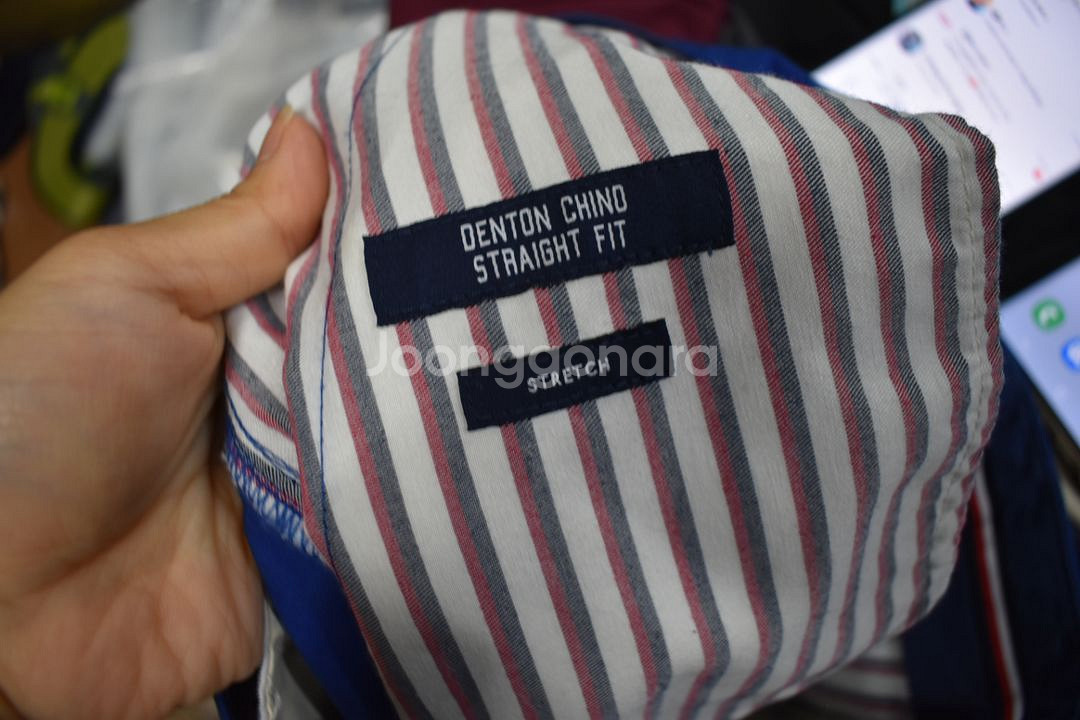 DENTON CHINO
STRAIGHT FIT
Joonggonara
STRETCH